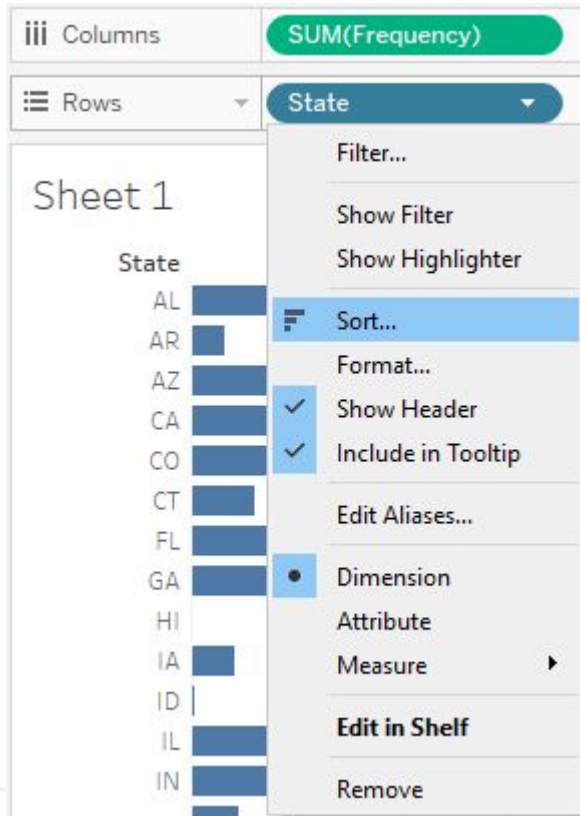 Columns
SUM(Frequency)
Rows
State
Sheet 1
State
AL
AR
AZ
CA
CO
CT
FL
GA
HI
IA
ID
IL
IN
Filter...
Show Filter
Show Highlighter
Sort...
Format...
Show Header
Include in Tooltip
Edit Aliases...
Dimension
Attribute
Measure
Edit in Shelf
Remove